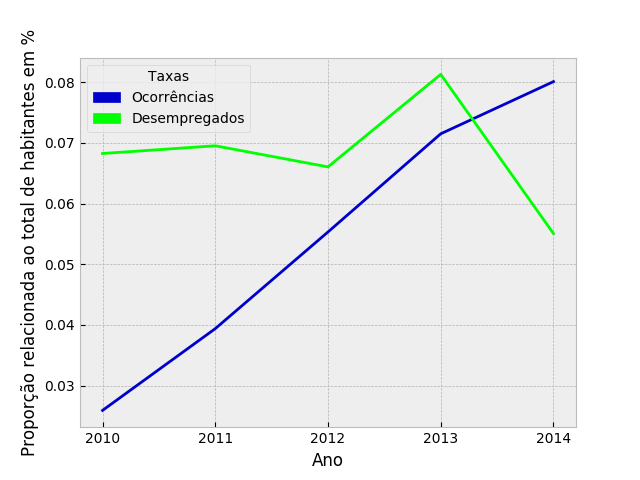 Proporção relacionada ao total de habitantes em %
Taxas
Ocorrências
Desempregados
0.08
0.07
0.06
0.05
0.04
0.03
2010 2011 2012 2013 2014
Ano